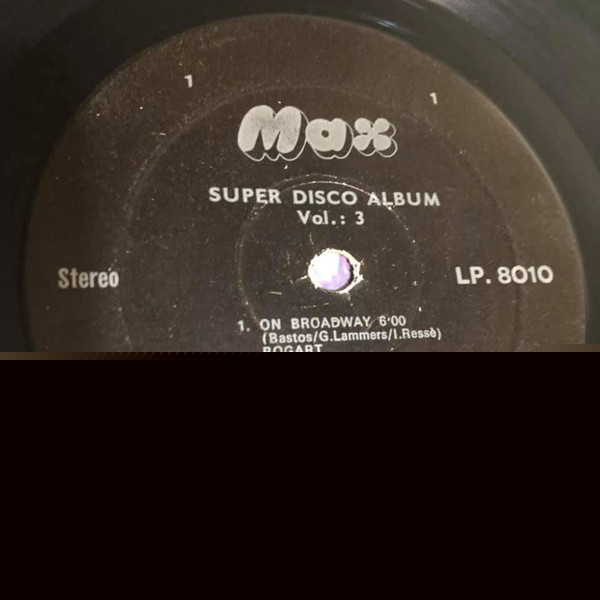 1
1
Max
SUPER DISCO ALBUM
Vol.: 3
Stereo
LP. 8010
1. ON BROADWAY 6'00
(Bastos/G.Lammers/I.Ressè)
BOGART